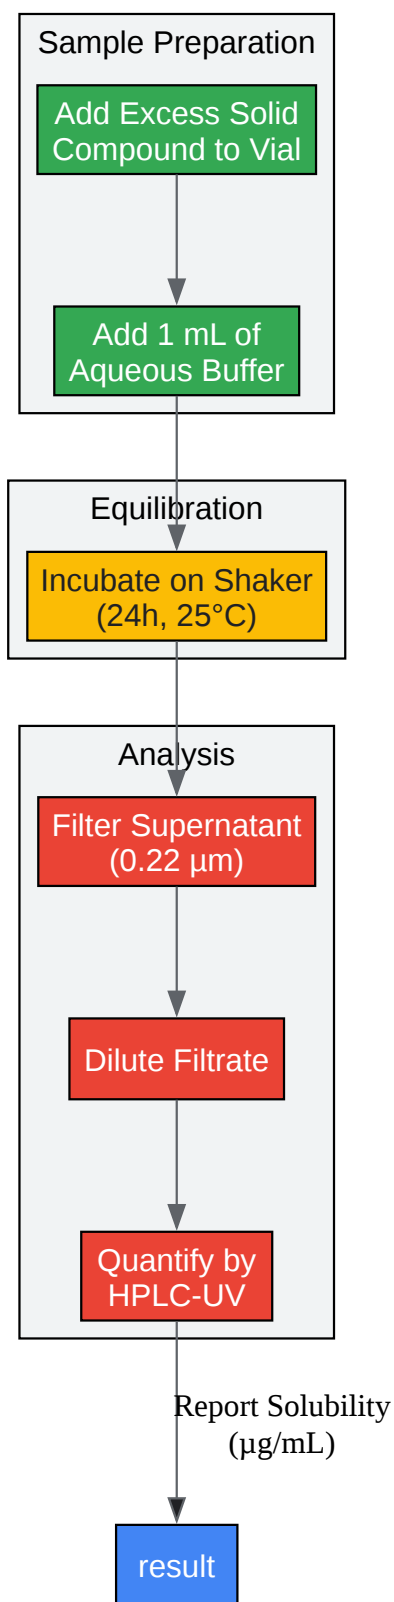 Sample Preparation
Add Excess Solid
Compound to Vial
Add 1 mL of
Aqueous Buffer
Equilibration
Incubate on Shaker
(24h, 25°C)
Analysis
Filter Supernatant
(0.22 µm)
Dilute Filtrate
Quantify by
HPLC-UV
Report Solubility
(µg/mL)
result